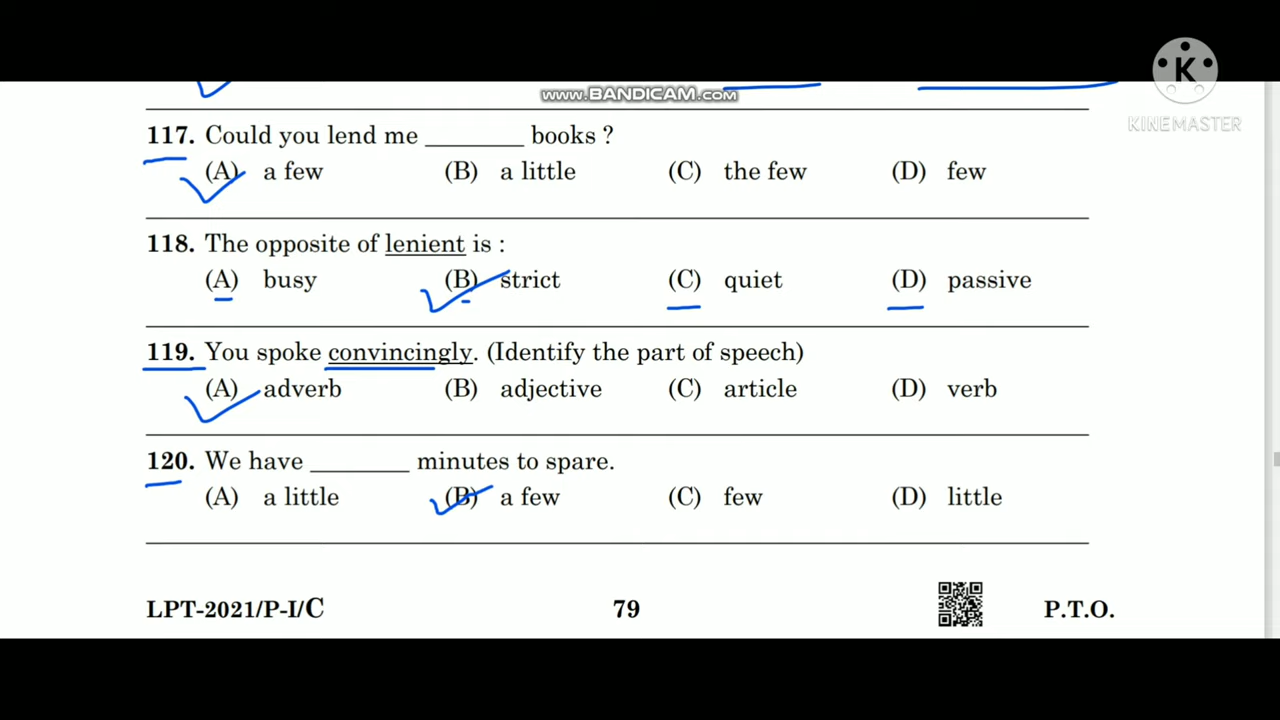 www.BANDICAM.com
K
KINEMASTER
117. Could you lend me ________ books ?
(A) a few (B) a little (C) the few (D) few
118. The opposite of lenient is :
(A) busy (B) strict (C) quiet (D) passive
119. You spoke convincingly. (Identify the part of speech)
(A) adverb (B) adjective (C) article (D) verb
120. We have ________ minutes to spare.
(A) a little (B) a few (C) few (D) little
LPT-2021/P-I/C 79 P.T.O.